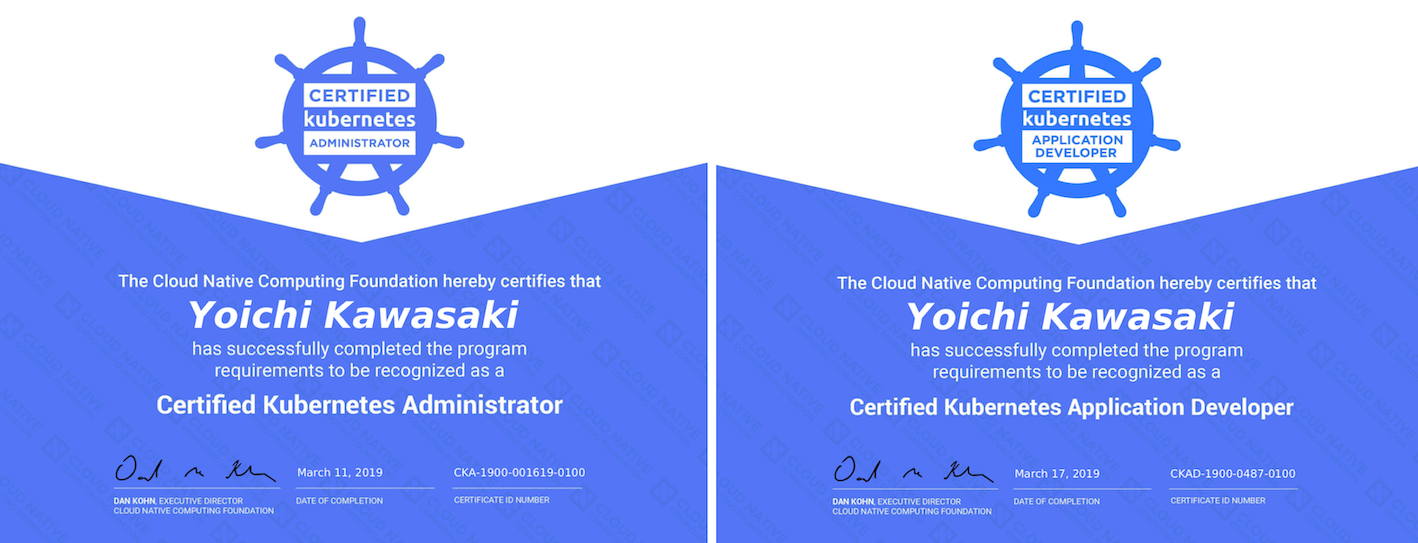 CERTIFIED
kubernetes
ADMINISTRATOR
The Cloud Native Computing Foundation hereby certifies that
Yoichi Kawasaki
has successfully completed the program
requirements to be recognized as a
Certified Kubernetes Administrator
March 11, 2019
CKA-1900-001619-0100
DAN KOHN, EXECUTIVE DIRECTOR
CLOUD NATIVE COMPUTING FOUNDATION
DATE OF COMPLETION
CERTIFICATE ID NUMBER
CERTIFIED
kubernetes
APPLICATION
DEVELOPER
The Cloud Native Computing Foundation hereby certifies that
Yoichi Kawasaki
has successfully completed the program
requirements to be recognized as a
Certified Kubernetes Application Developer
March 17, 2019
CKAD-1900-0487-0100
DAN KOHN, EXECUTIVE DIRECTOR
CLOUD NATIVE COMPUTING FOUNDATION
DATE OF COMPLETION
CERTIFICATE ID NUMBER